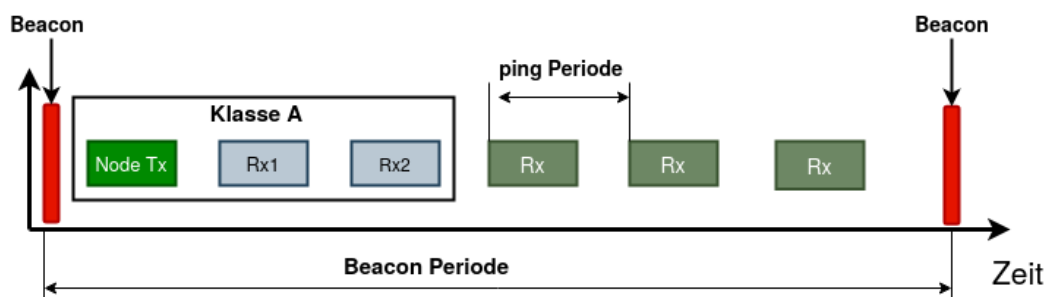 Beacon
Beacon
ping Periode
Klasse A
Node Tx
Rx1
Rx2
Rx
Rx
Rx
Beacon Periode
Zeit